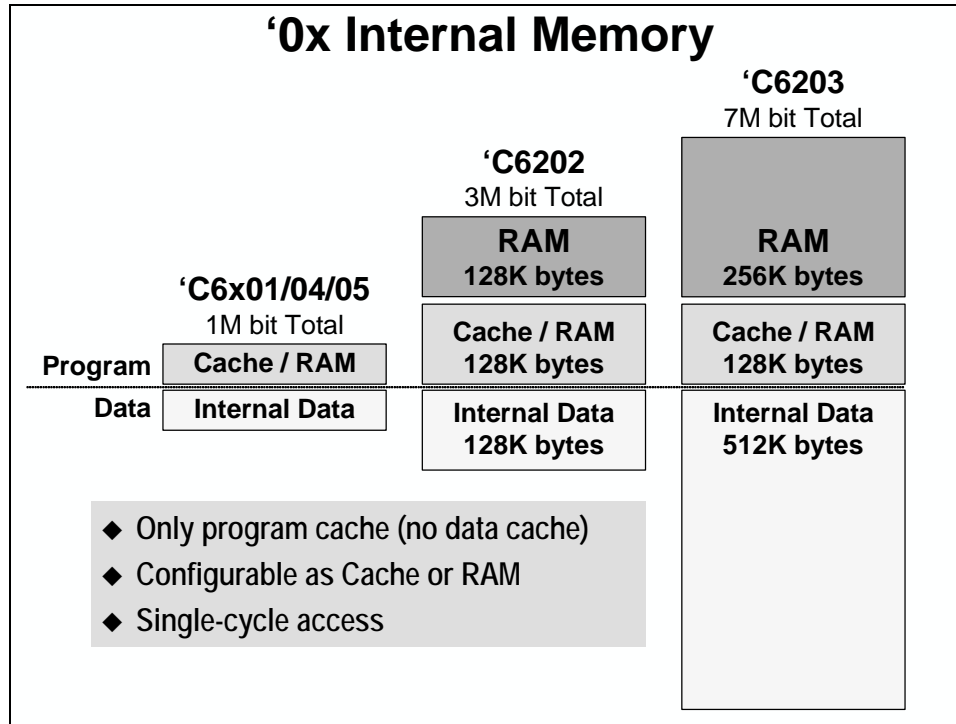 ‘0x Internal Memory
‘C6203
7M bit Total
‘C6202
3M bit Total
RAM
128K bytes
RAM
256K bytes
‘C6x01/04/05
1M bit Total
Cache / RAM
128K bytes
Cache / RAM
128K bytes
Program
Cache / RAM
Data
Internal Data
Internal Data
128K bytes
Internal Data
512K bytes
◆ Only program cache (no data cache)
◆ Configurable as Cache or RAM
◆ Single-cycle access